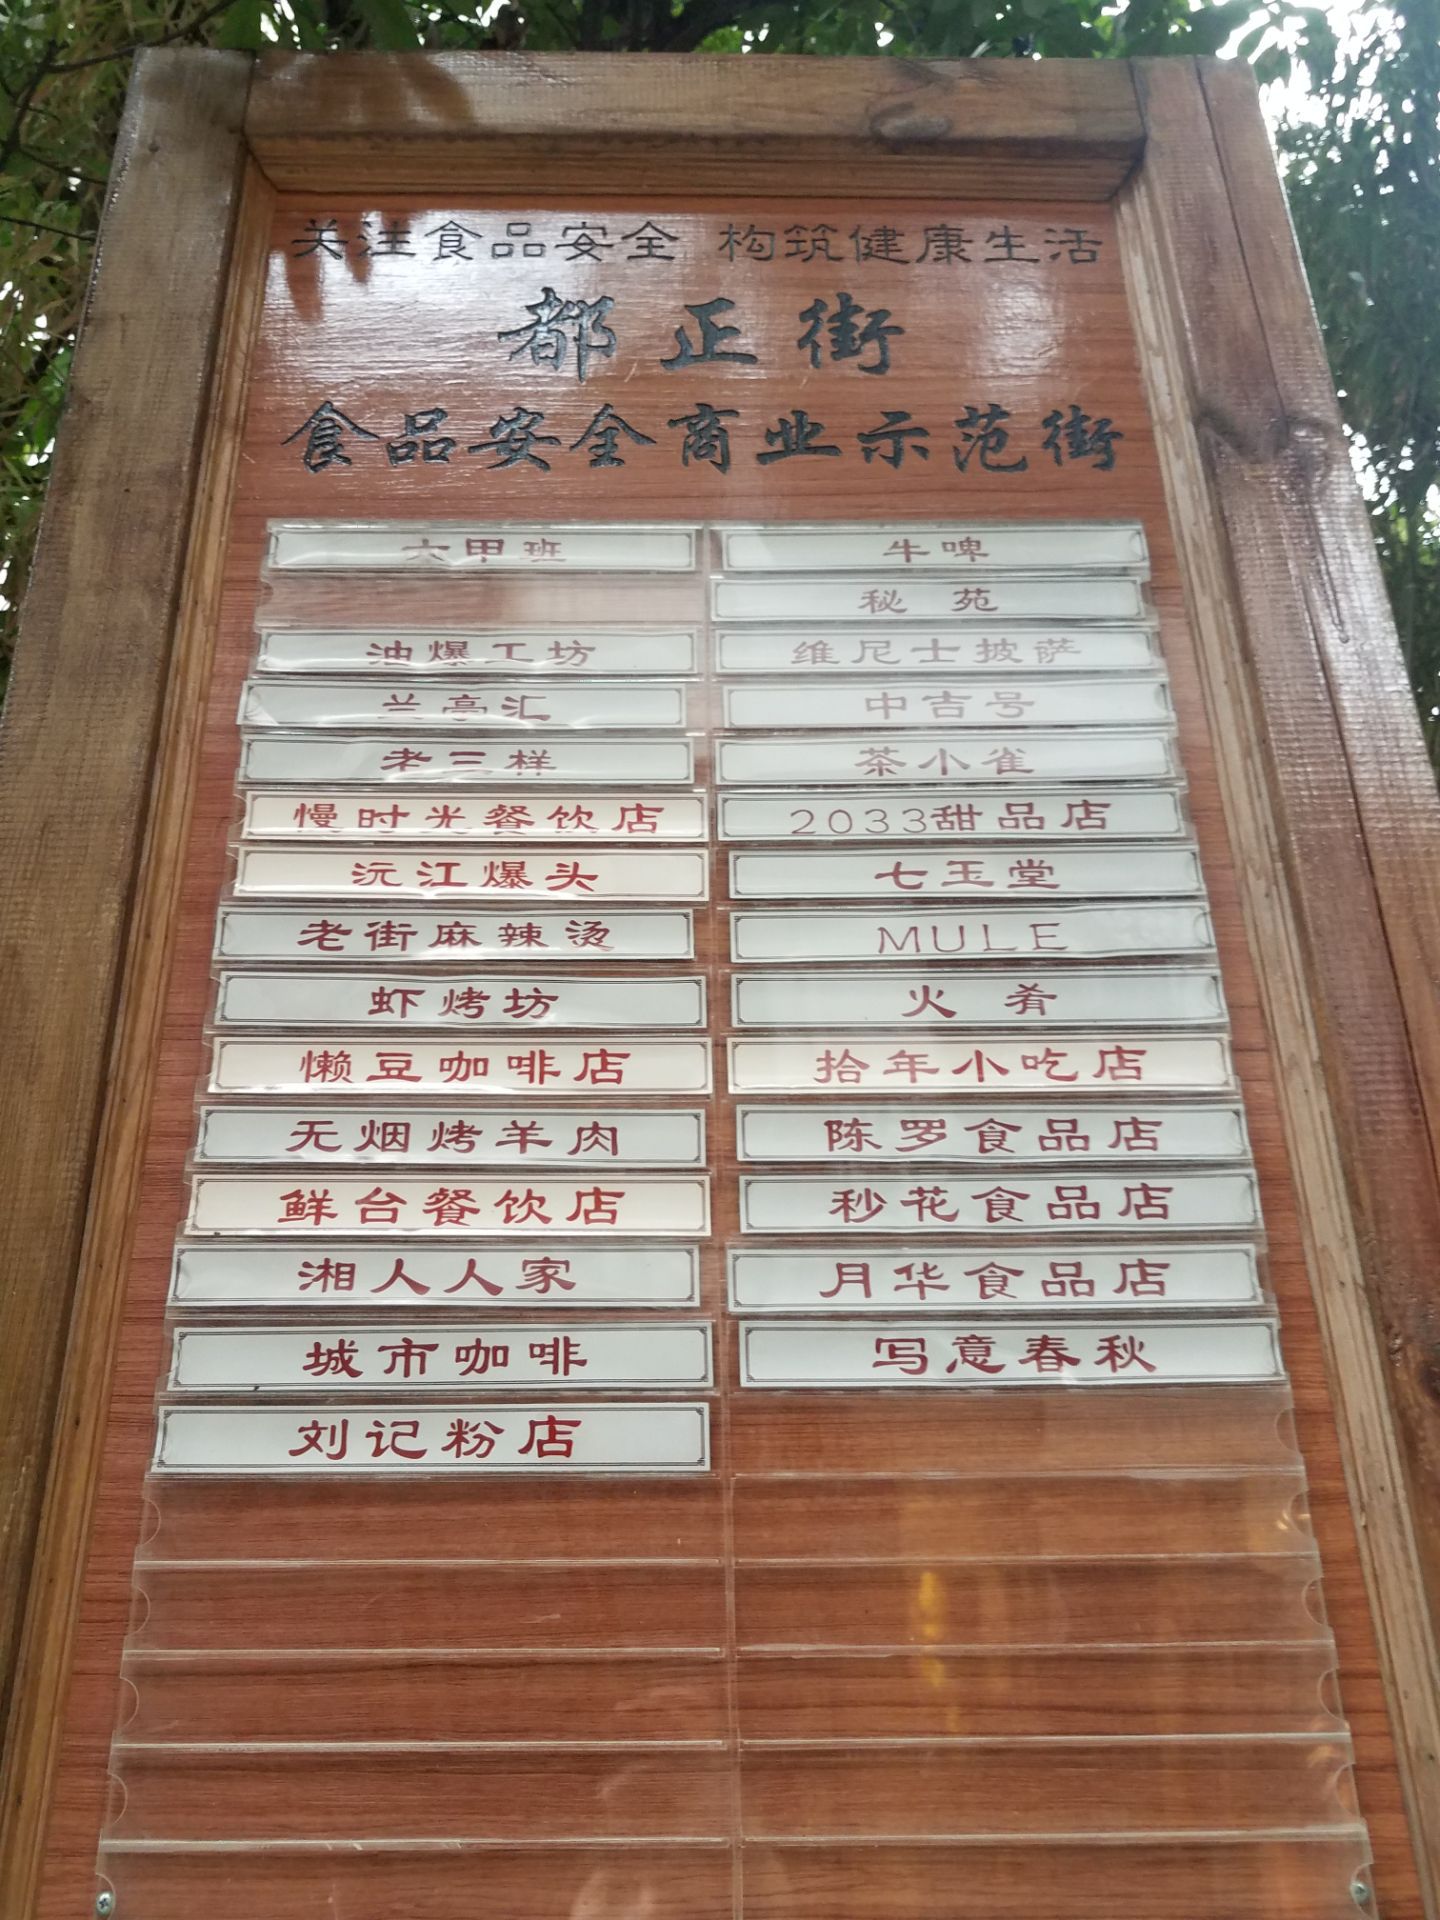 关注食品安全 构筑健康生活
都正街
食品安全商业示范街
六甲班 牛啤
秘苑
油爆工坊 维尼士披萨
兰亭汇 中吉号
老三样 茶小雀
慢时光餐饮店 2033甜品店
沅江爆头 七玉堂
老街麻辣烫 MULE
虾烤坊 火肴
懒豆咖啡店 拾年小吃店
无烟烤羊肉 陈罗食品店
鲜台餐饮店 秒花食品店
湘人人家 月华食品店
城市咖啡 写意春秋
刘记粉店